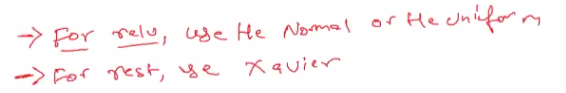 → For relu, use He Normal or He Uniform
→ For rest, use Xavier